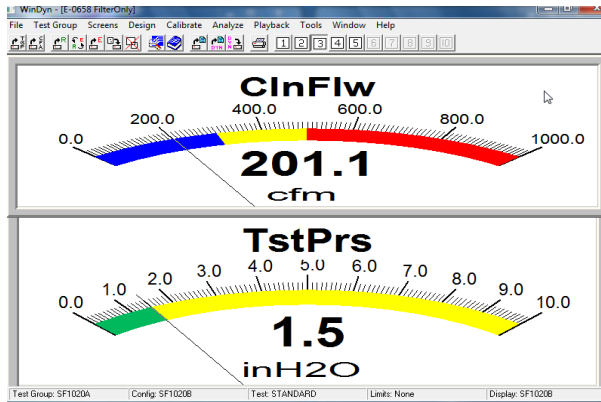 WinDyn - [E-0658 FilterOnly]
File Test Group Screens Design Calibrate Analyze Playback Tools Window Help
1 2 3 4 5 6 7 8 9 10
ClnFlw
0.0 200.0 400.0 600.0 800.0 1000.0
201.1
cfm
TstPrs
0.0 1.0 2.0 3.0 4.0 5.0 6.0 7.0 8.0 9.0 10.0
1.5
inH2O
Test Group: SF1020A Config: SF1020B Test: STANDARD Limits: None Display: SF1020B